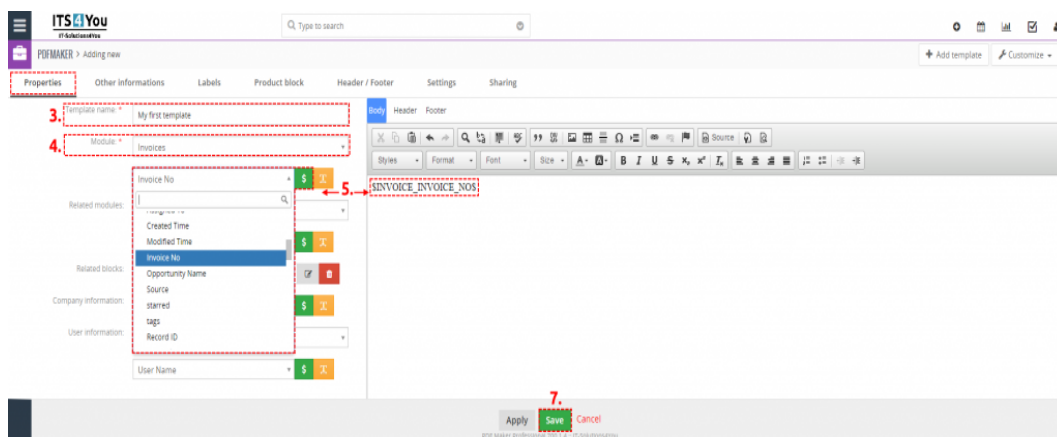 ITS4You
IT-Solutions4You
Type to search
PDFMAKER > Adding new
Add template
Customize
Properties
Other informations
Labels
Product block
Header / Footer
Settings
Sharing
3.
Template name: *
My first template
Body
Header
Footer
4.
Module: *
Invoices
Source
Styles
Format
Font
Size
Invoice No
$
5.
$INVOICE_INVOICE_NO$
Related modules:
Created Time
Modified Time
$
Invoice No
Related blocks:
Opportunity Name
Source
Company information:
starred
$
tags
User information:
Record ID
User Name
$
7.
Apply
Save
Cancel